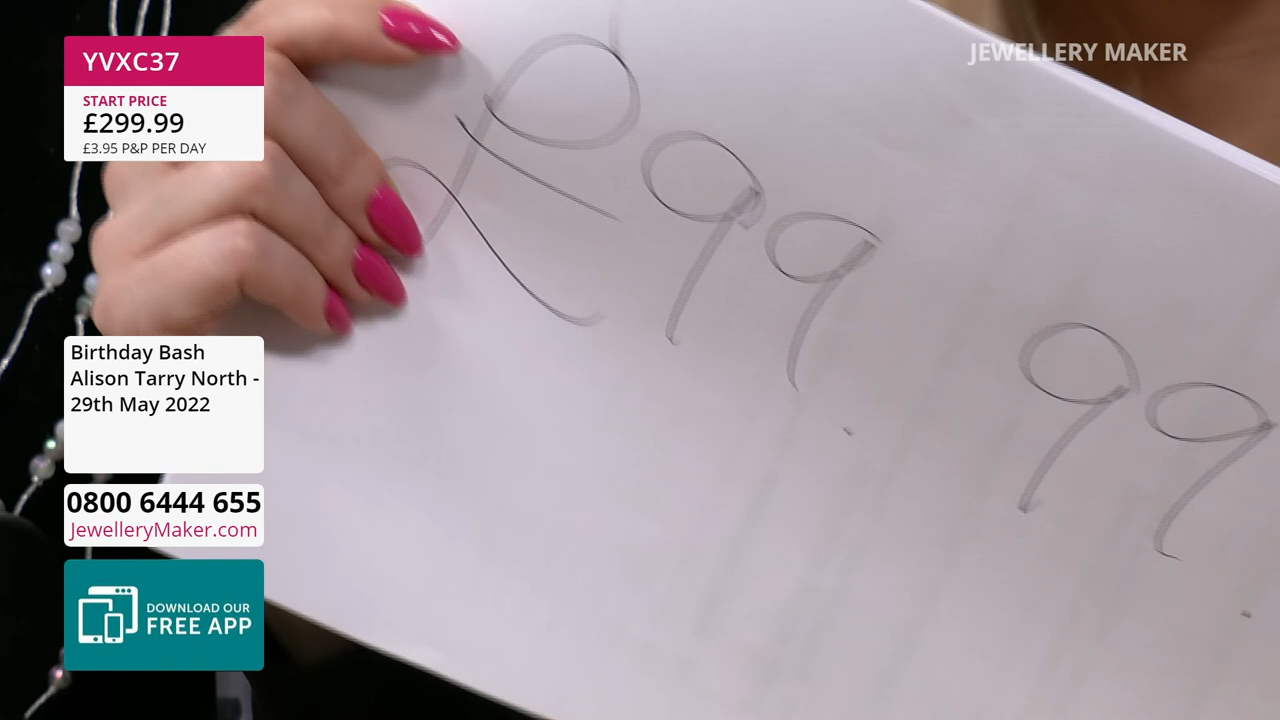 YVXC37
START PRICE
£299.99
£3.95 P&P PER DAY
JEWELLERY MAKER
£99.99
Birthday Bash
Alison Tarry North -
29th May 2022
0800 6444 655
JewelleryMaker.com
DOWNLOAD OUR
FREE APP